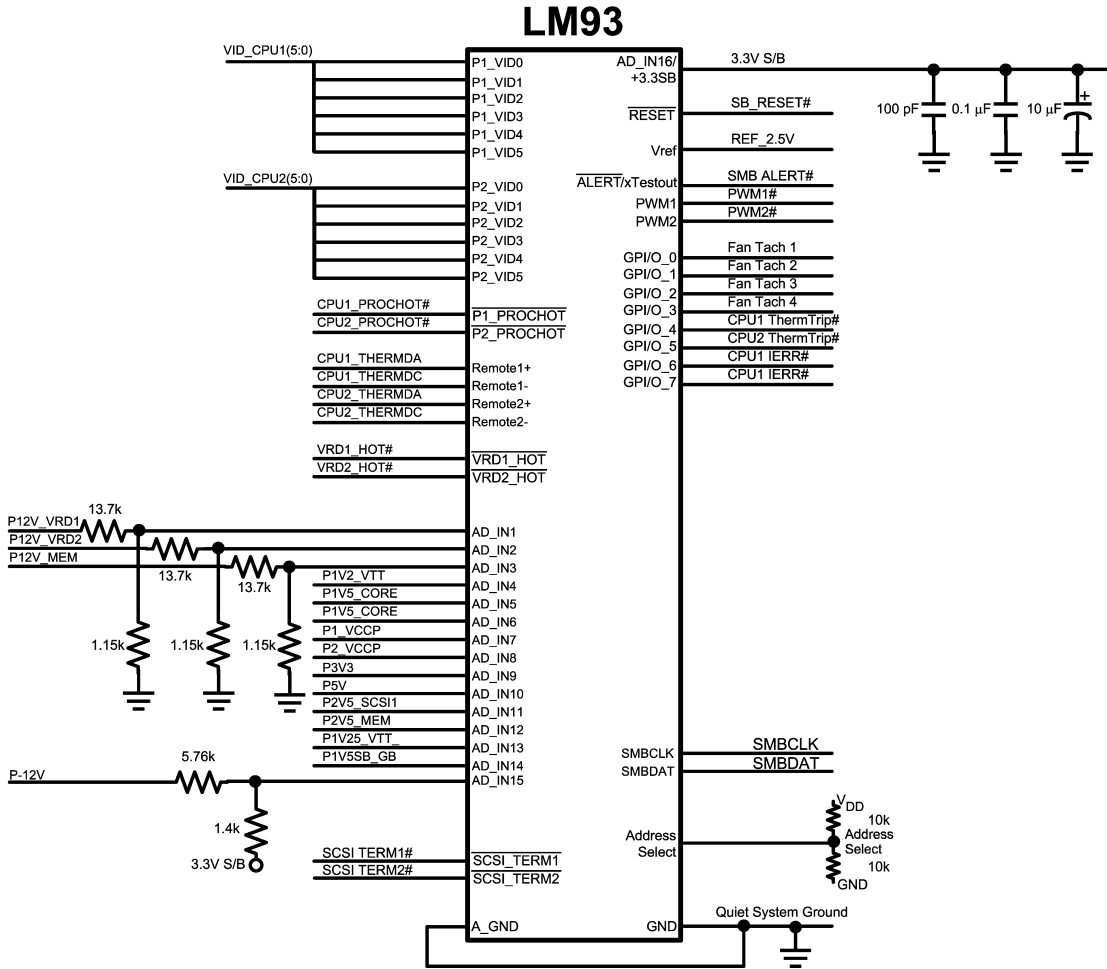 LM93
VID_CPU1(5:0)
P1_VID0
P1_VID1
P1_VID2
P1_VID3
P1_VID4
P1_VID5
VID_CPU2(5:0)
P2_VID0
P2_VID1
P2_VID2
P2_VID3
P2_VID4
P2_VID5
CPU1_PROCHOT#
P1_PROCHOT
CPU2_PROCHOT#
P2_PROCHOT
CPU1_THERMDA
Remote1+
CPU1_THERMDC
Remote1-
CPU2_THERMDA
Remote2+
CPU2_THERMDC
Remote2-
VRD1_HOT#
VRD1_HOT
VRD2_HOT#
VRD2_HOT
P12V_VRD1
13.7k
AD_IN1
P12V_VRD2
13.7k
AD_IN2
P12V_MEM
13.7k
AD_IN3
P1V2_VTT
AD_IN4
P1V5_CORE
AD_IN5
P1V5_CORE
AD_IN6
P1_VCCP
AD_IN7
P2_VCCP
AD_IN8
P3V3
AD_IN9
P5V
AD_IN10
P2V5_SCSI1
AD_IN11
P2V5_MEM
AD_IN12
P1V25_VTT_
AD_IN13
P1V5SB_GB
AD_IN14
1.15k
1.15k
1.15k
P-12V
5.76k
AD_IN15
1.4k
3.3V S/B
SCSI TERM1#
SCSI_TERM1
SCSI TERM2#
SCSI_TERM2
A_GND
AD_IN16/
+3.3SB
3.3V S/B
100 pF
0.1 µF
10 µF
+
RESET
SB_RESET#
Vref
REF_2.5V
ALERT/xTestout
SMB ALERT#
PWM1
PWM1#
PWM2
PWM2#
GPI/O_0
Fan Tach 1
GPI/O_1
Fan Tach 2
GPI/O_2
Fan Tach 3
GPI/O_3
Fan Tach 4
GPI/O_4
CPU1 ThermTrip#
GPI/O_5
CPU2 ThermTrip#
GPI/O_6
CPU1 IERR#
GPI/O_7
CPU1 IERR#
SMBCLK
SMBCLK
SMBDAT
SMBDAT
Address
Select
VDD
10k
Address
Select
10k
GND
GND
Quiet System Ground